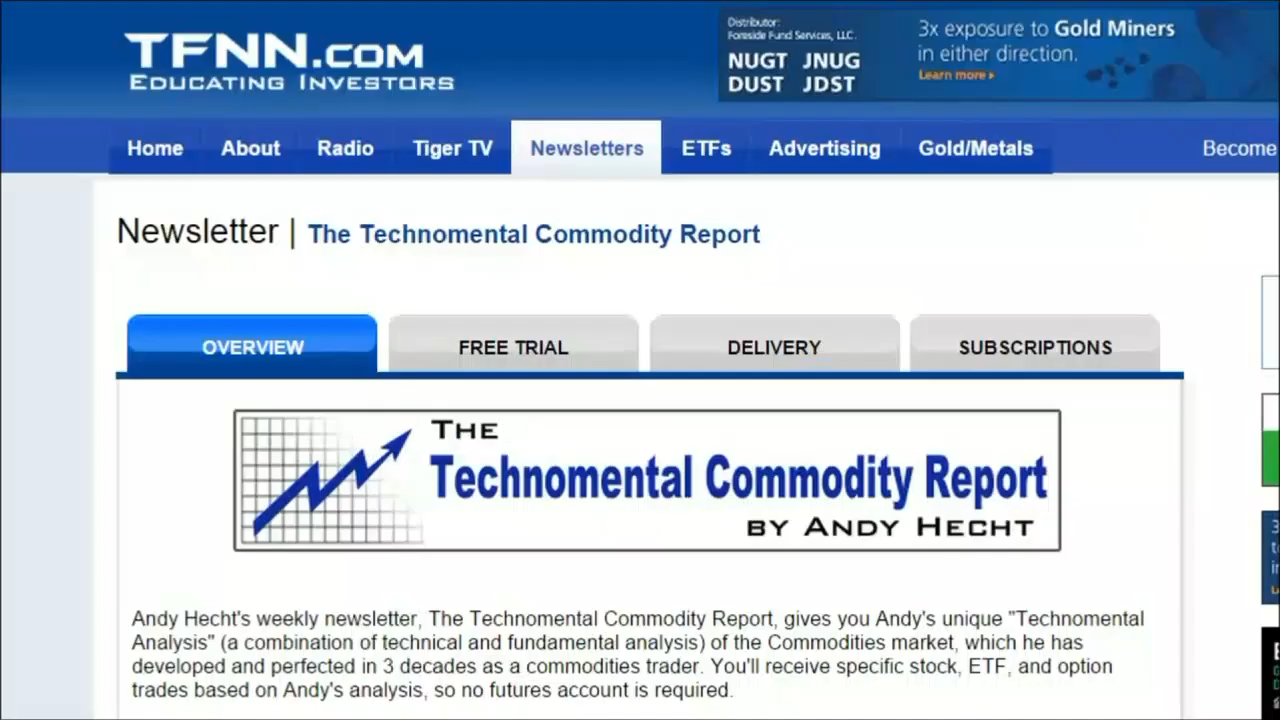 TFNN.COM
EDUCATING INVESTORS
Distributor:
Foreside Fund Services, LLC.
NUGT JNUG
DUST JDST
3x exposure to Gold Miners
in either direction.
Learn more
Home About Radio Tiger TV Newsletters ETFs Advertising Gold/Metals Become
Newsletter | The Technomental Commodity Report
OVERVIEW FREE TRIAL DELIVERY SUBSCRIPTIONS
THE
Technomental Commodity Report
BY ANDY HECHT
Andy Hecht's weekly newsletter, The Technomental Commodity Report, gives you Andy's unique "Technomental
Analysis" (a combination of technical and fundamental analysis) of the Commodities market, which he has
developed and perfected in 3 decades as a commodities trader. You'll receive specific stock, ETF, and option
trades based on Andy's analysis, so no futures account is required.